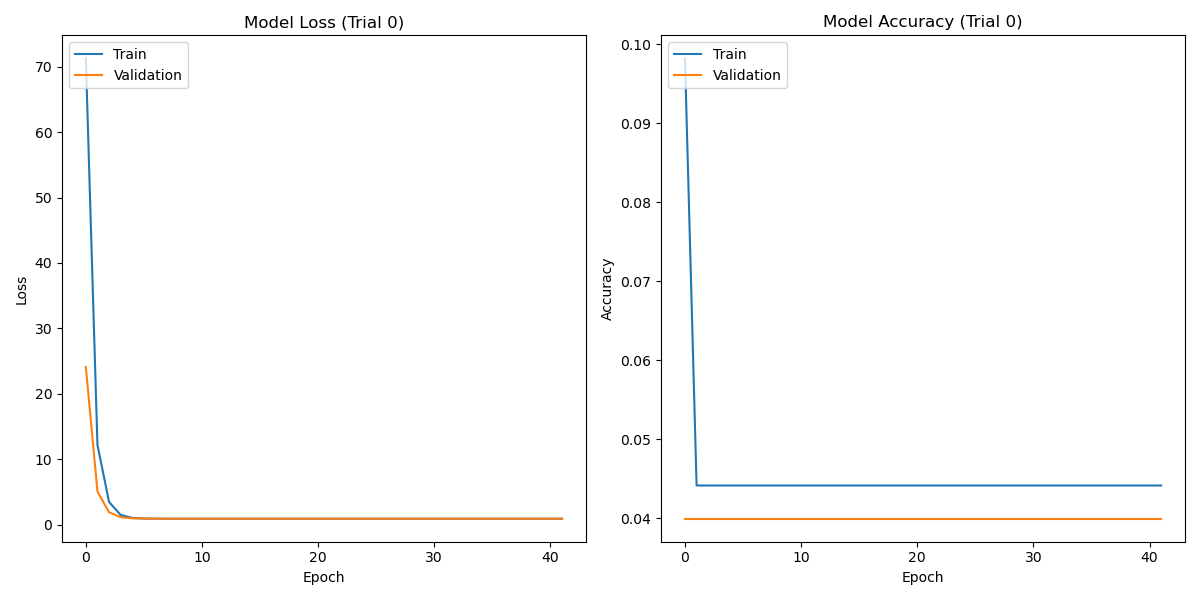 Model Loss (Trial 0)
Train
Validation
70
60
50
40
30
20
10
0
Loss
0
10
20
30
40
Epoch
Model Accuracy (Trial 0)
Train
Validation
0.10
0.09
0.08
0.07
0.06
0.05
0.04
Accuracy
0
10
20
30
40
Epoch